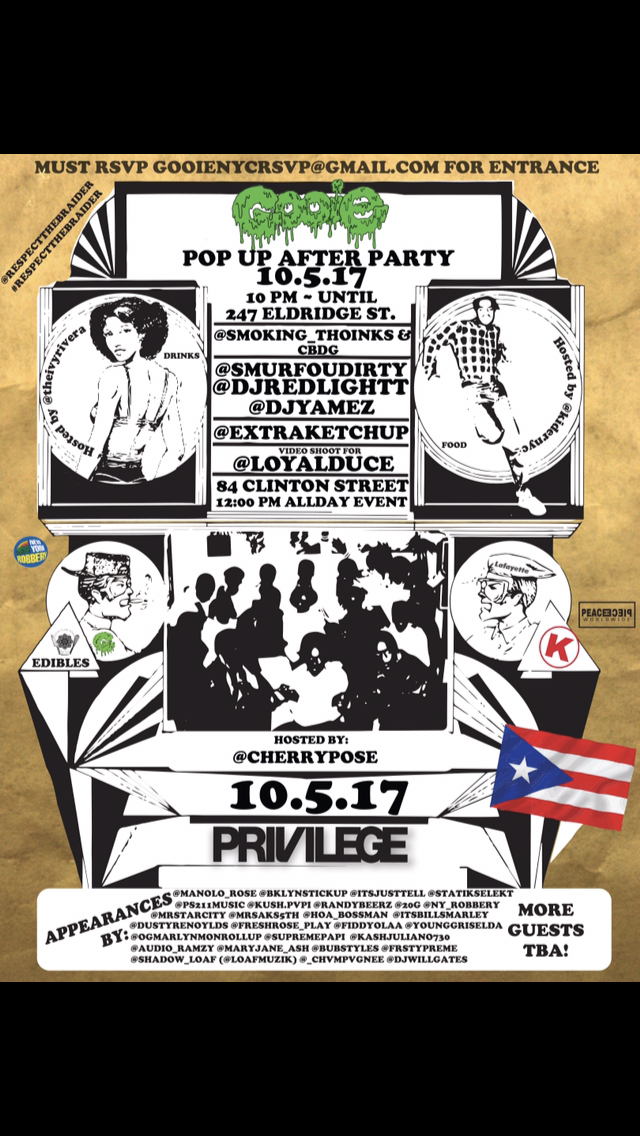 MUST RSVP GOOIENYCRSVP@GMAIL.COM FOR ENTRANCE
@RESPECTTHEBRAIDER
#RESPECTTHEBRAIDER
Gooie
POP UP AFTER PARTY
10.5.17
10 PM ~ UNTIL
247 ELDRIDGE ST.
@SMOKING_THOINKS &
CBDG
@SMURFOUDIRTY
@DJREDLIGHTT
@DJYAMEZ
@EXTRAKETCHUP
VIDEO SHOOT FOR
@LOYALDUCE
84 CLINTON STREET
12:00 PM ALLDAY EVENT
Hosted by @theivyrivera
DRINKS
Hosted by @kidernyc
FOOD
NEW YORK ROBBERY
Lafayette
PEACE PIECE
WORLDWIDE
K
EDIBLES
HOSTED BY:
@CHERRYPOSE
10.5.17
PRIVILEGE
APPEARANCES
BY:
@MANOLO_ROSE @BKLYNSTICKUP @ITSJUSTTELL @STATIKSELEKT
@PS211MUSIC @KUSH.PVPI @RANDYBEERZ @20G @NY_ROBBERY
@MRSTARCITY @MRSAKS5TH @HOA_BOSSMAN @ITSBILLSMARLEY
@DUSTYRENOYLDS @FRESHROSE_PLAY @FIDDYOLAA @YOUNGGRISELDA
@OGMARLYNMONROLLUP @SUPREMEPAPI @KASHJULIANO730
@AUDIO_RAMZY @MARYJANE_ASH @BUBSTYLES @FRSTYPREME
@SHADOW_LOAF (@LOAFMUZIK) @_CHVMPVGNEE @DJWILLGATES
MORE
GUESTS
TBA!